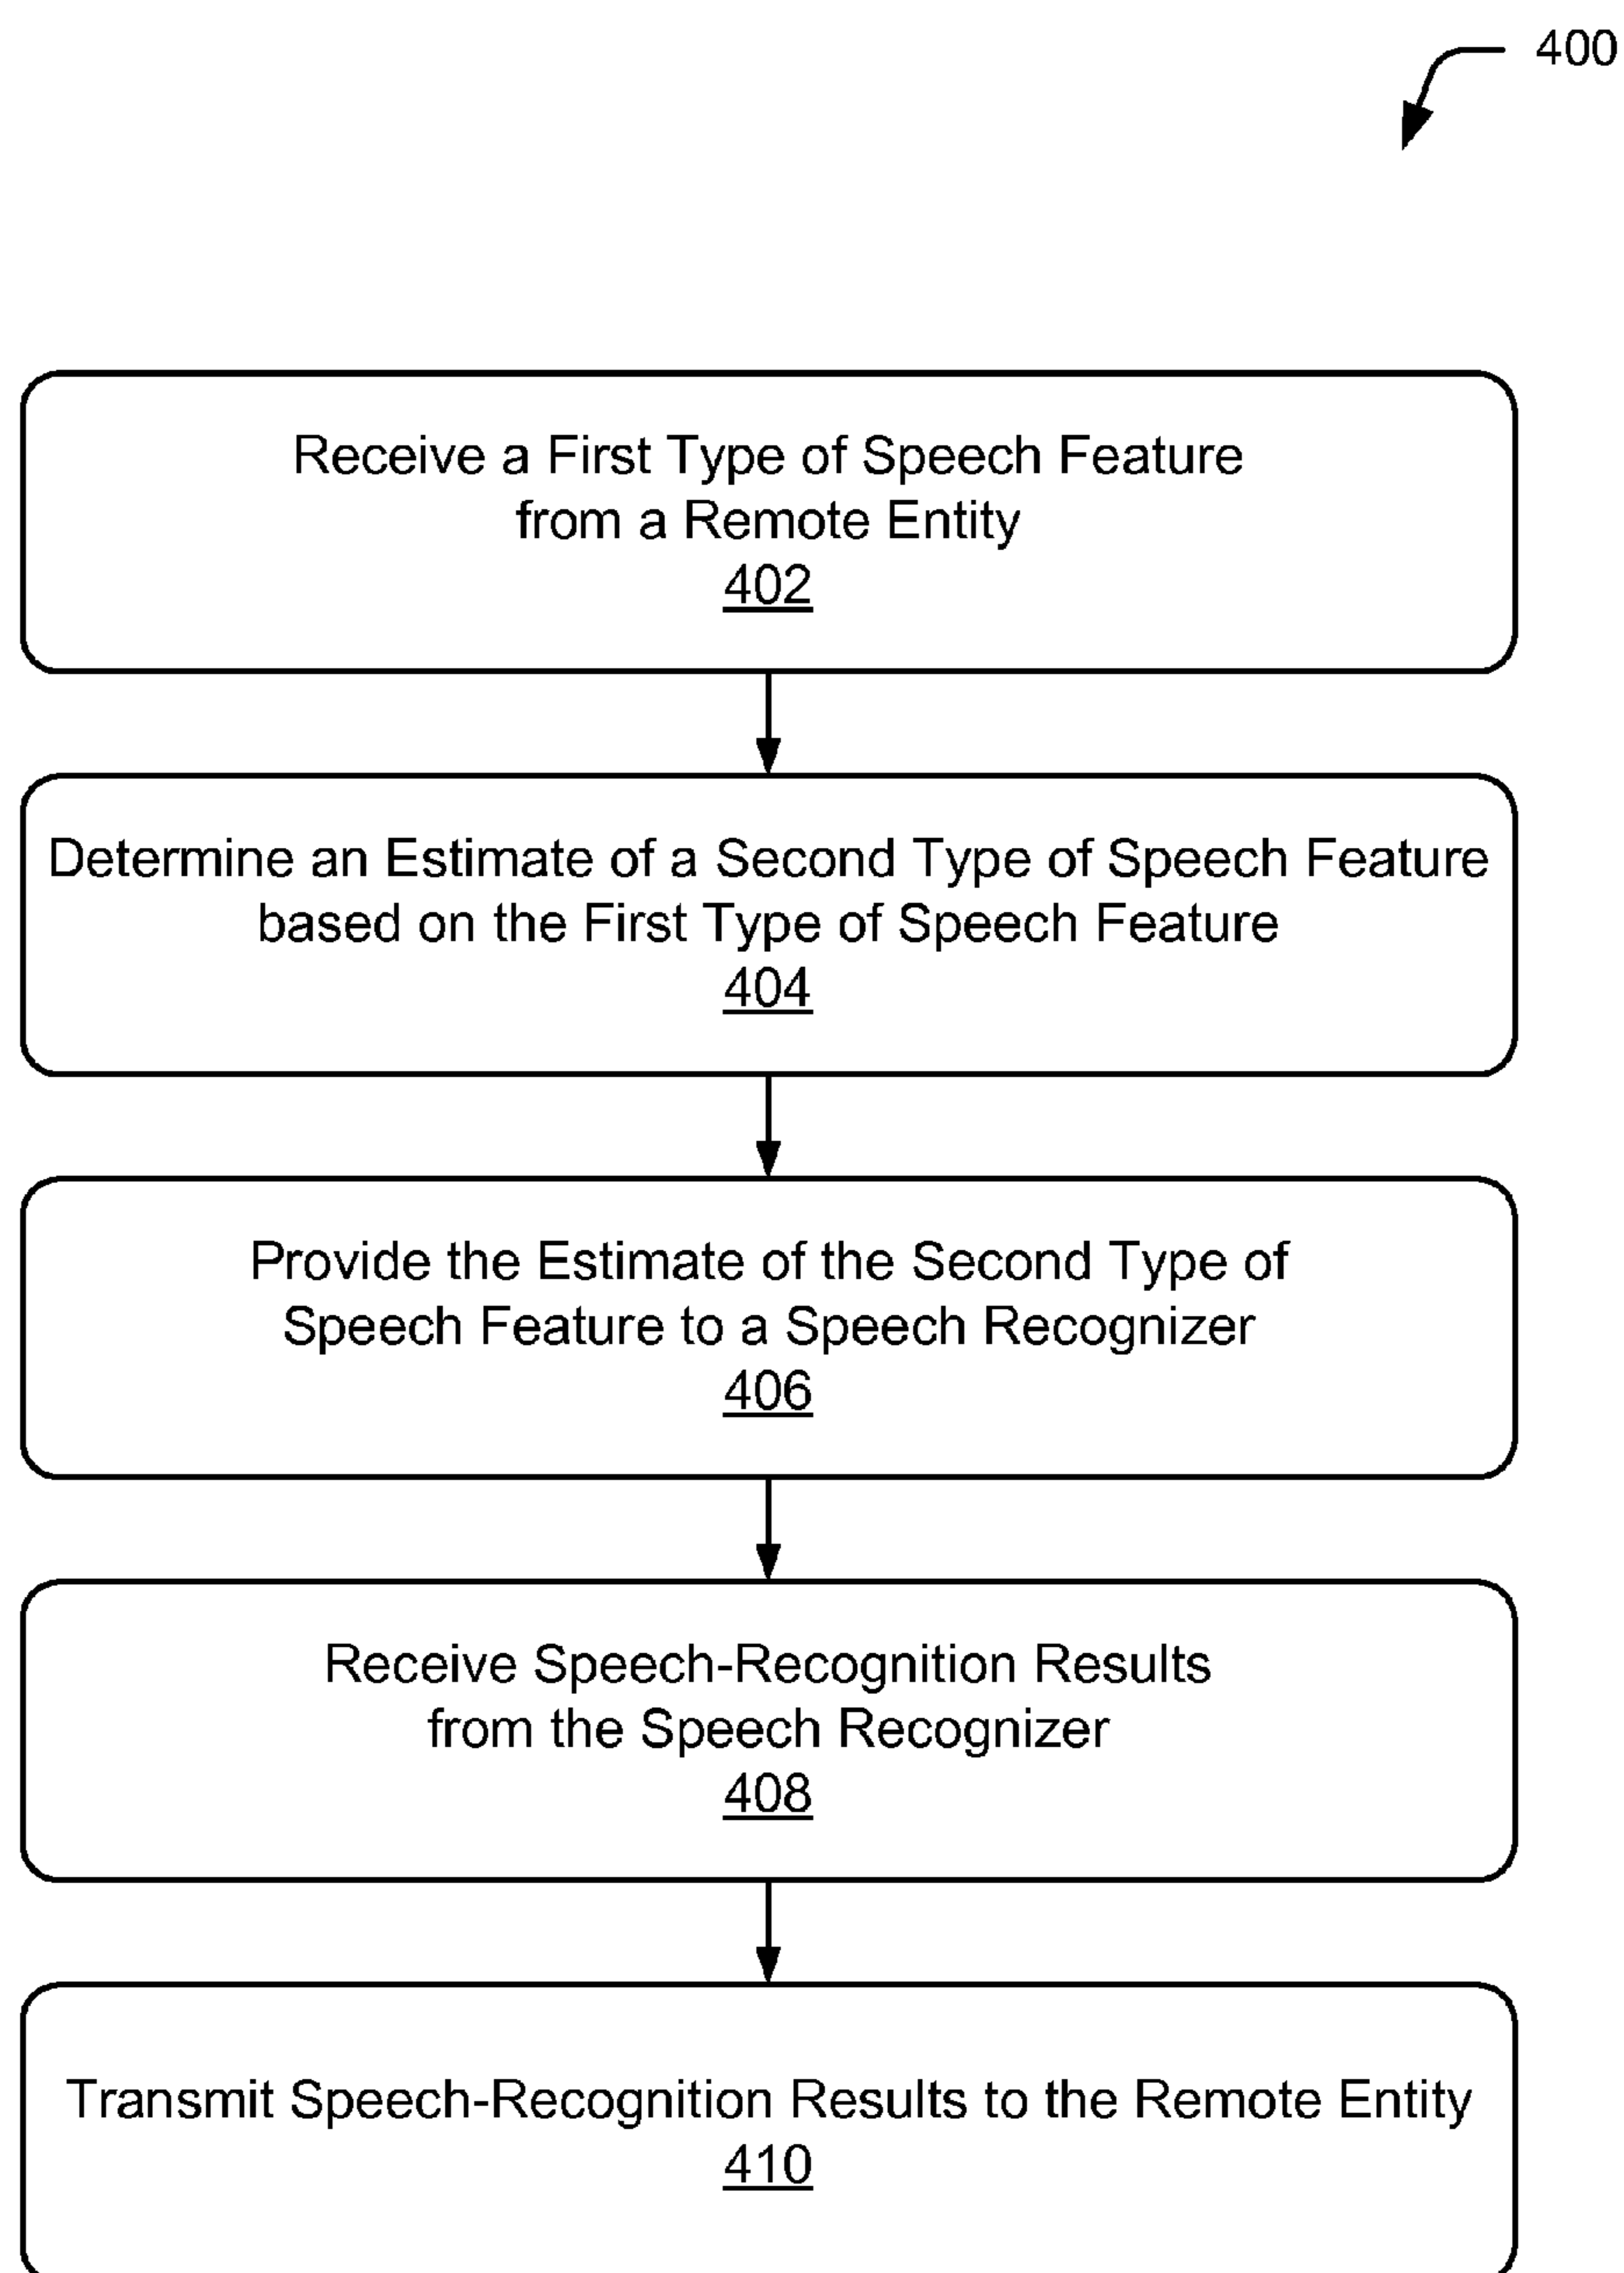 400
Receive a First Type of Speech Feature
from a Remote Entity
402
Determine an Estimate of a Second Type of Speech Feature
based on the First Type of Speech Feature
404
Provide the Estimate of the Second Type of
Speech Feature to a Speech Recognizer
406
Receive Speech-Recognition Results
from the Speech Recognizer
408
Transmit Speech-Recognition Results to the Remote Entity
410